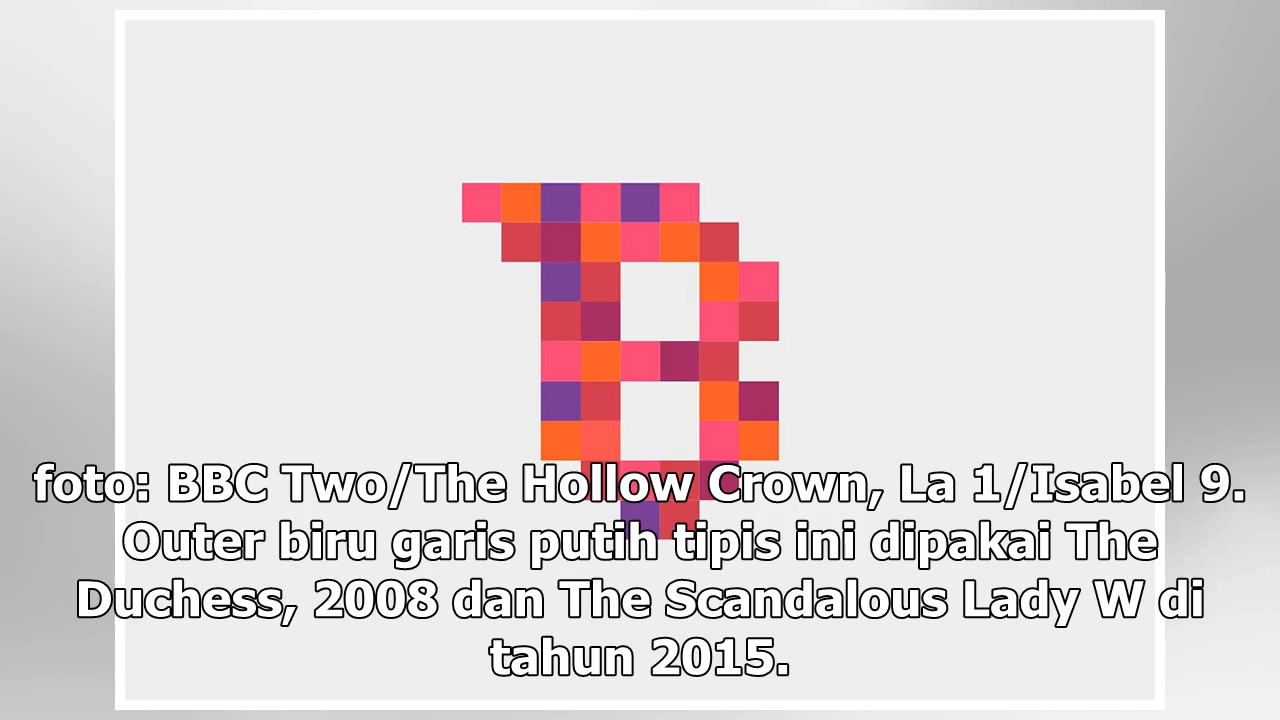 foto: BBC Two/The Hollow Crown, La 1/Isabel 9.
Outer biru garis putih tipis ini dipakai The
Duchess, 2008 dan The Scandalous Lady W di
tahun 2015.